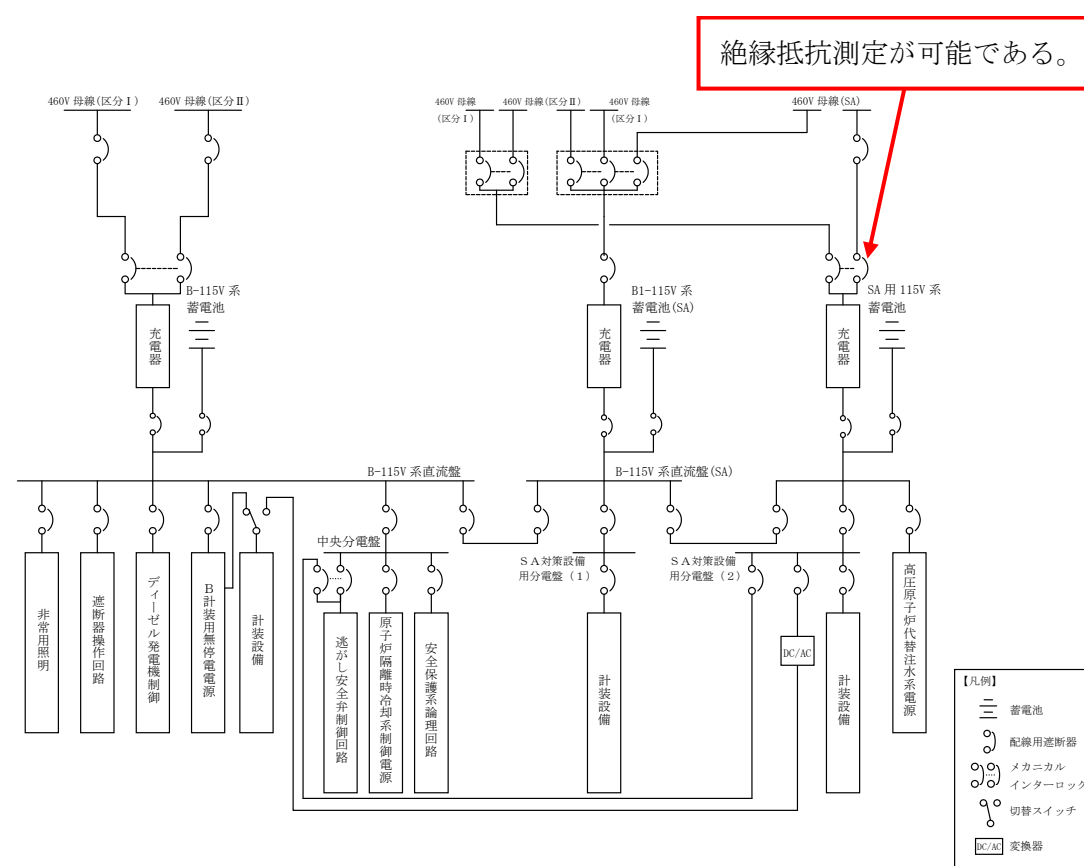 絶縁抵抗測定が可能である。
460V 母線(区分Ⅰ)
460V 母線(区分Ⅱ)
460V 母線
(区分Ⅰ)
460V 母線(区分Ⅱ)
460V 母線
(区分Ⅰ)
460V 母線(SA)
B-115V 系
蓄電池
充電器
B1-115V 系
蓄電池(SA)
充電器
SA 用 115V 系
蓄電池
充電器
B-115V 系直流盤
B-115V 系直流盤(SA)
中央分電盤
SA対策設備
用分電盤（1）
SA対策設備
用分電盤（2）
非常用照明
遮断器操作回路
ディーゼル発電機制御
B計装用無停電電源
計装設備
逃がし安全弁制御回路
原子炉隔離時冷却系制御電源
安全保護系論理回路
計装設備
DC/AC
計装設備
高圧原子炉代替注水系電源
【凡例】
蓄電池
配線用遮断器
メカニカル
インターロック
切替スイッチ
DC/AC 変換器